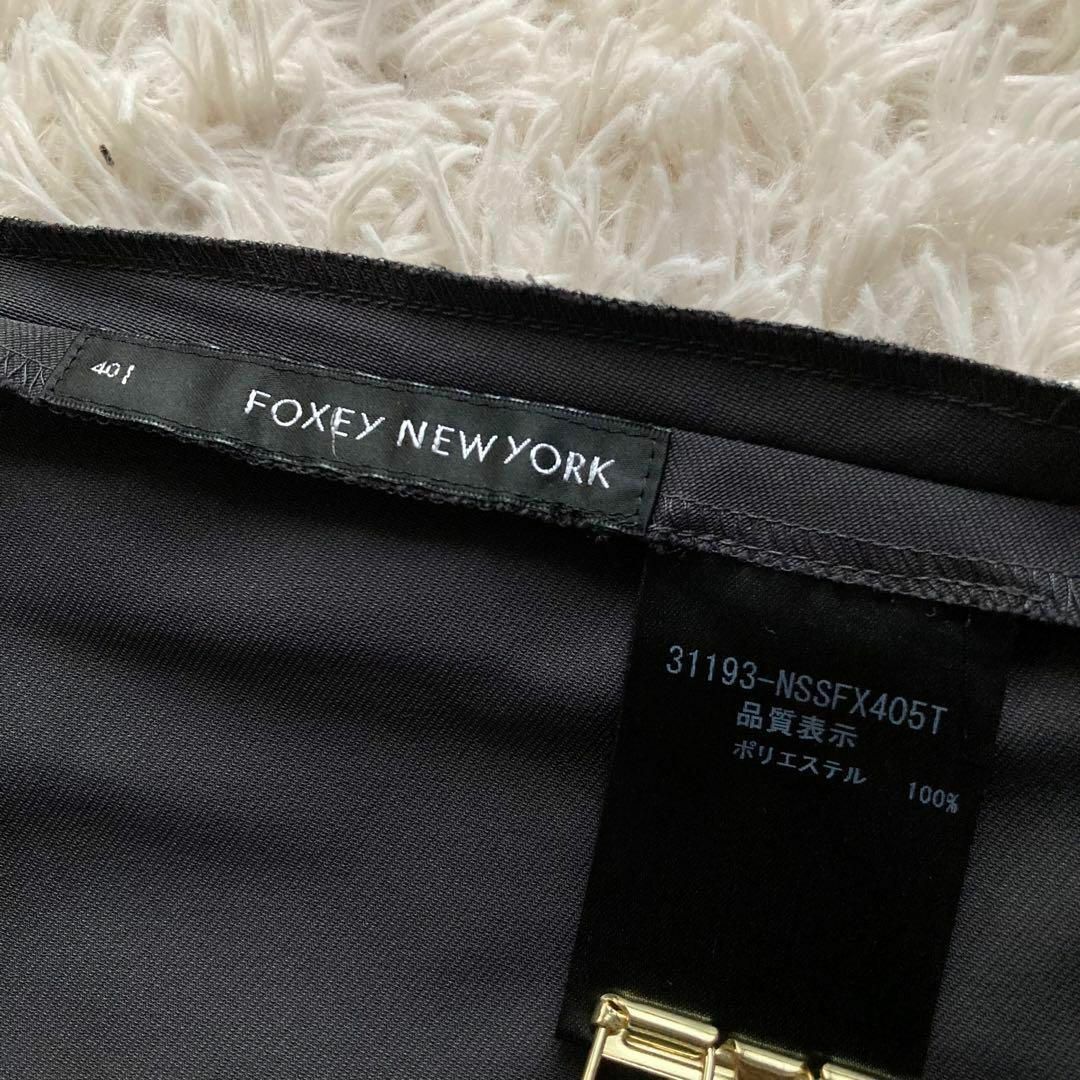 40
FOXEY NEW YORK
31193-NSSFX405T
品質表示
ポリエステル 100%